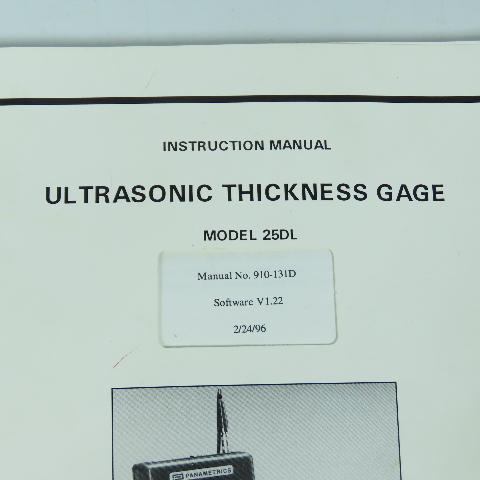 INSTRUCTION MANUAL
ULTRASONIC THICKNESS GAGE
MODEL 25DL
Manual No. 910-131D
Software V1.22
2/24/96
PANAMETRICS